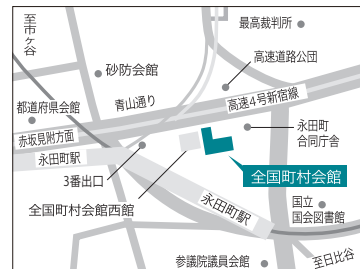 至市ヶ谷
最高裁判所
高速道路公団
砂防会館
青山通り
高速4号新宿線
都道府県会館
赤坂見附方面
永田町駅
3番出口
永田町
合同庁舎
全国町村会館
全国町村会館西館
永田町駅
国立
国会図書館
参議院議員会館
至日比谷